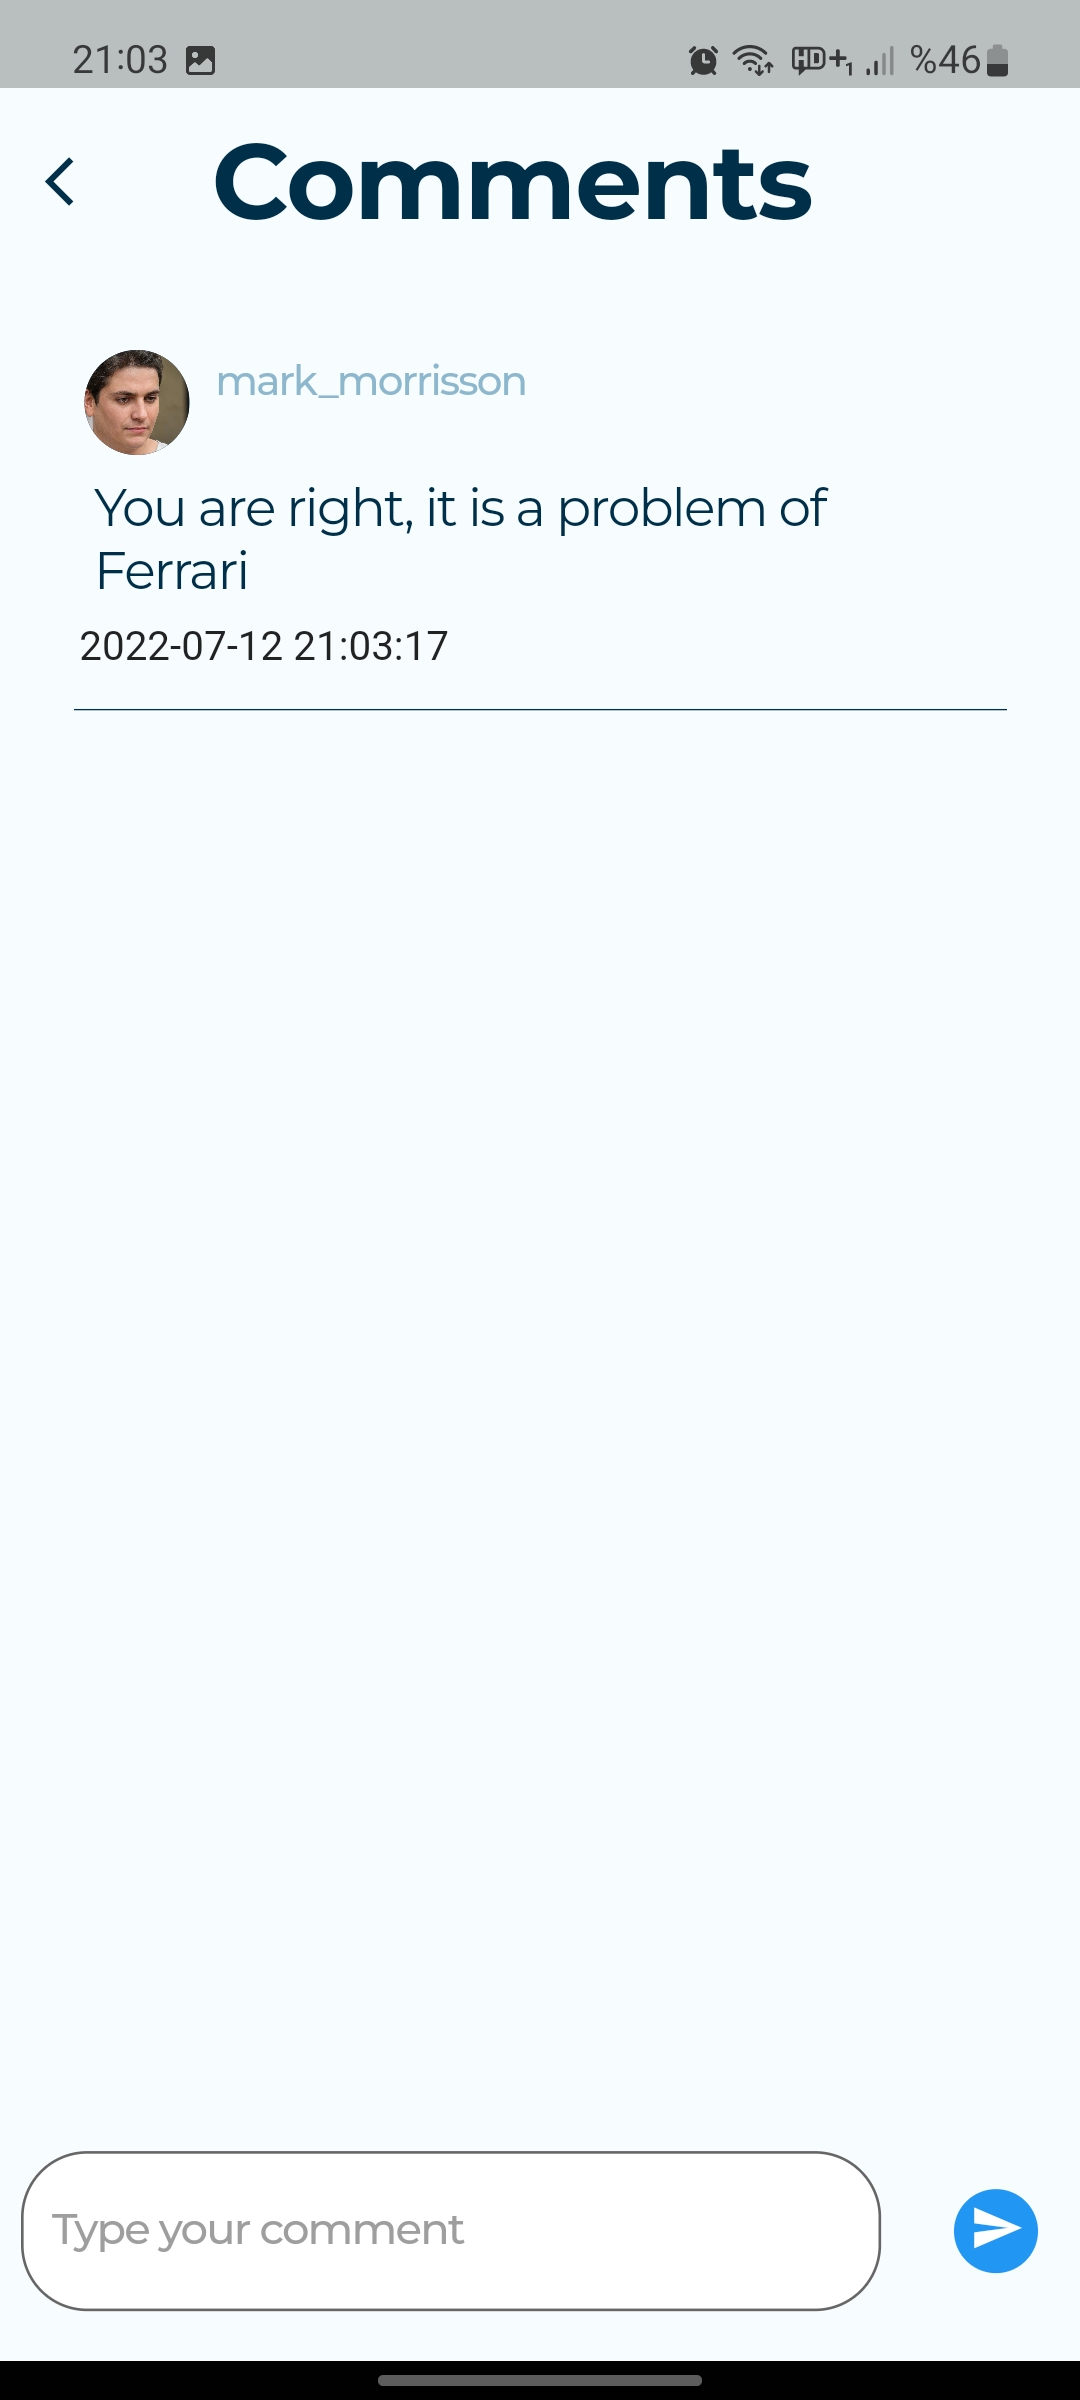 21:03 HD+1 %46
Comments
mark_morrisson
You are right, it is a problem of
Ferrari
2022-07-12 21:03:17
Type your comment